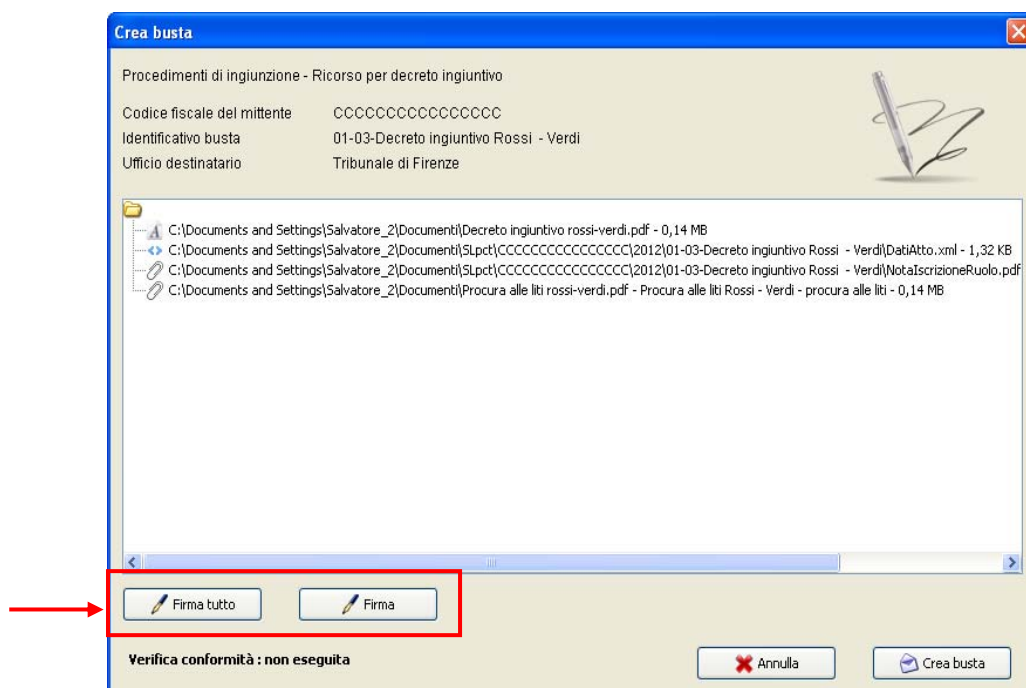 Crea busta
Procedimenti di ingiunzione - Ricorso per decreto ingiuntivo
Codice fiscale del mittente CCCCCCCCCCCCCCCC
Identificativo busta 01-03-Decreto ingiuntivo Rossi - Verdi
Ufficio destinatario Tribunale di Firenze
C:\Documents and Settings\Salvatore_2\Documenti\Decreto ingiuntivo rossi-verdi.pdf - 0,14 MB
C:\Documents and Settings\Salvatore_2\Documenti\SLpct\CCCCCCCCCCCCCCCC\2012\01-03-Decreto ingiuntivo Rossi - Verdi\DatiAtto.xml - 1,32 KB
C:\Documents and Settings\Salvatore_2\Documenti\SLpct\CCCCCCCCCCCCCCCC\2012\01-03-Decreto ingiuntivo Rossi - Verdi\NotaIscrizioneRuolo.pdf
C:\Documents and Settings\Salvatore_2\Documenti\Procura alle liti rossi-verdi.pdf - Procura alle liti Rossi - Verdi - procura alle liti - 0,14 MB
Firma tutto Firma
Verifica conformità : non eseguita Annulla Crea busta